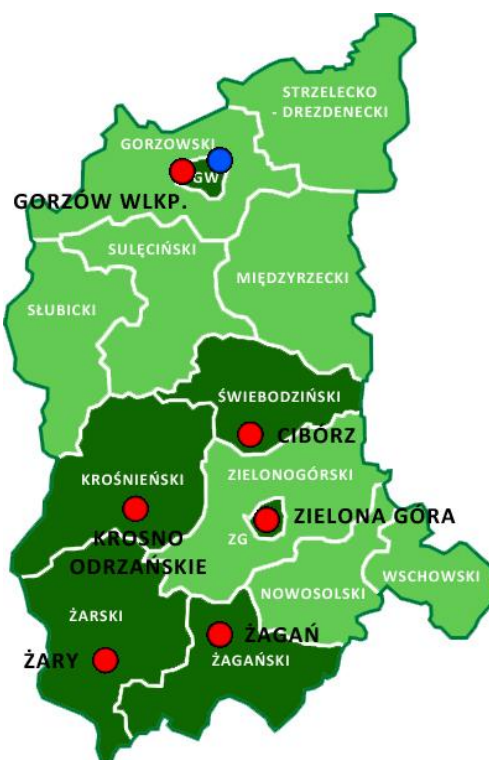 STRZELECKO
- DREZDENECKI
GORZOWSKI
GW
GORZÓW WLKP.
SULĘCIŃSKI
MIĘDZYRZECKI
SŁUBICKI
ŚWIEBODZIŃSKI
CIBÓRZ
ZIELONOGÓRSKI
KROŚNIEŃSKI
ZIELONA GÓRA
KROSNO
ODRZAŃSKIE
ZG
WSCHOWSKI
NOWOSOLSKI
ŻARSKI
ŻAGAŃ
ŻARY
ŻAGAŃSKI